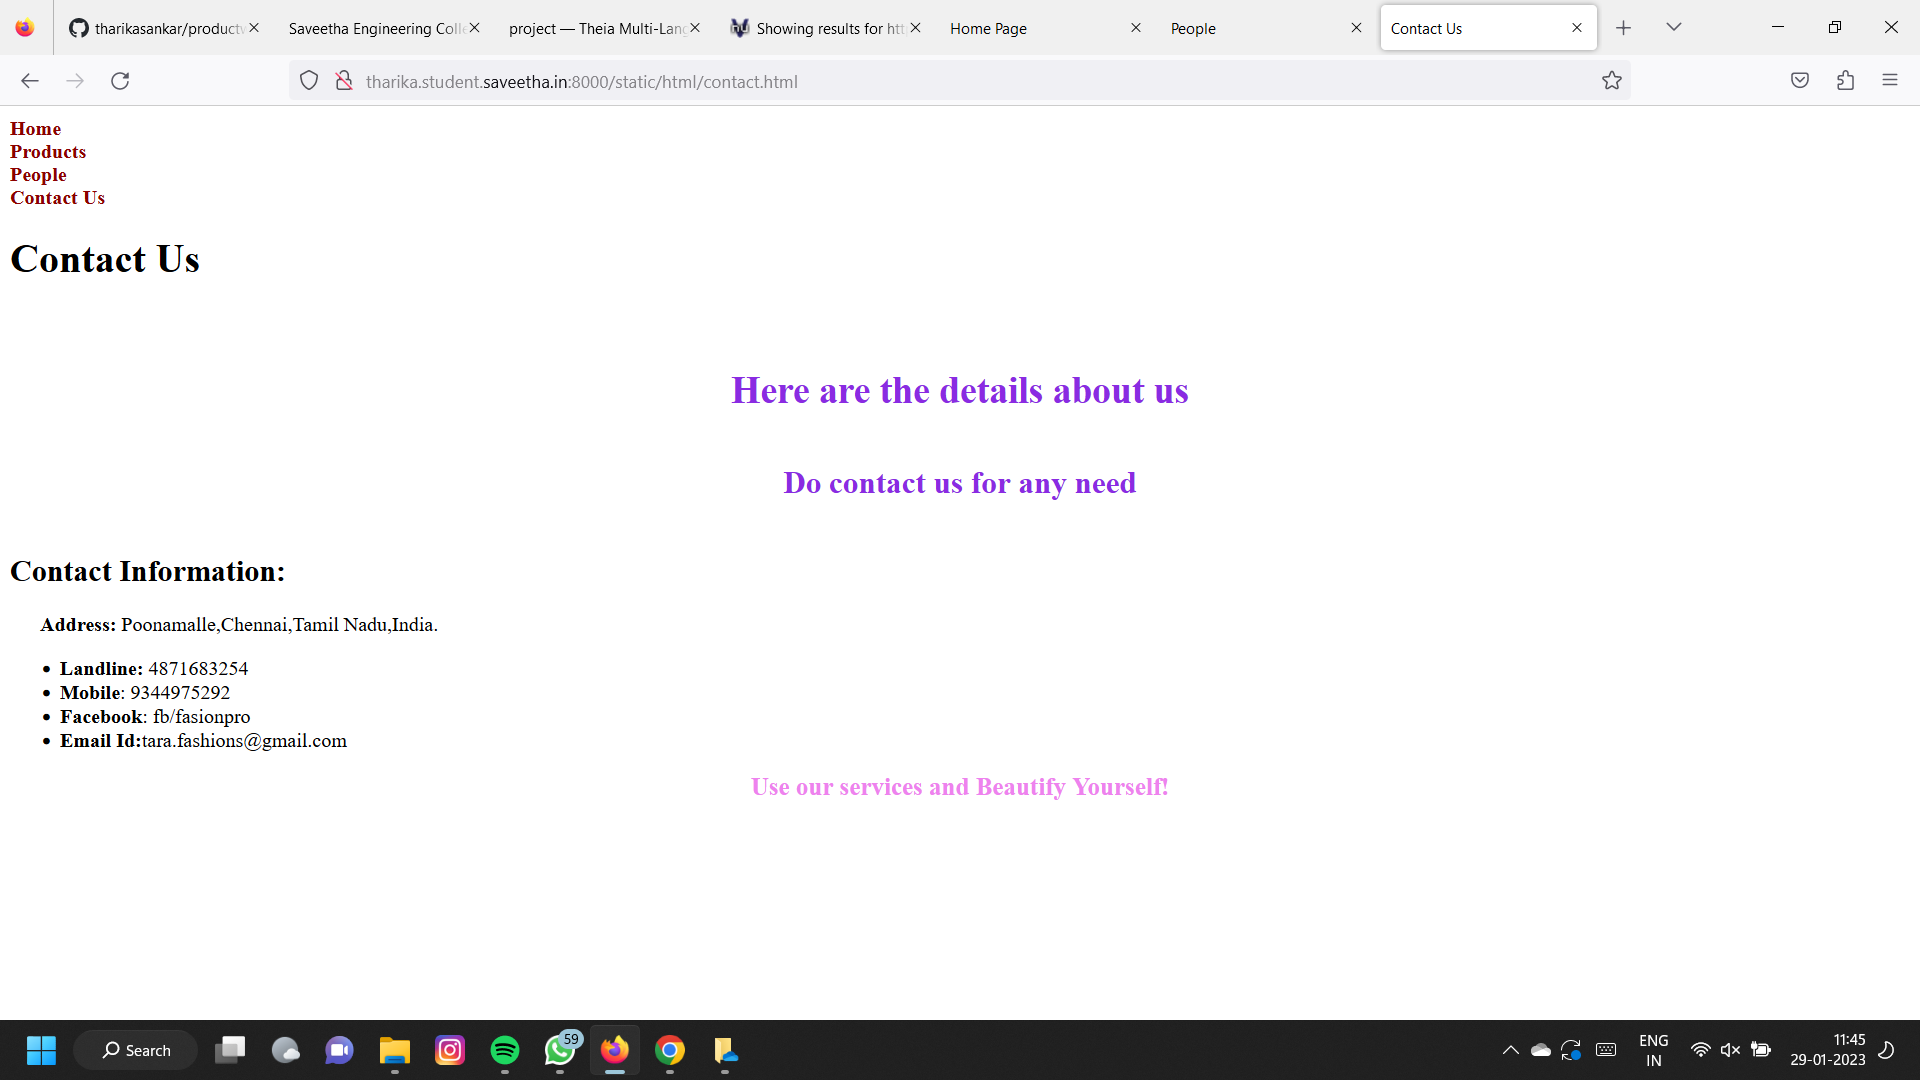 tharikasankar/productw
Saveetha Engineering Colle
project — Theia Multi-Lang
Showing results for htt
Home Page
People
Contact Us
tharika.student.saveetha.in:8000/static/html/contact.html
Home
Products
People
Contact Us
Contact Us
Here are the details about us
Do contact us for any need
Contact Information:
Address: Poonamalle,Chennai,Tamil Nadu,India.
• Landline: 4871683254
• Mobile: 9344975292
• Facebook: fb/fasionpro
• Email Id:tara.fashions@gmail.com
Use our services and Beautify Yourself!
Search
59
ENG
IN
11:45
29-01-2023